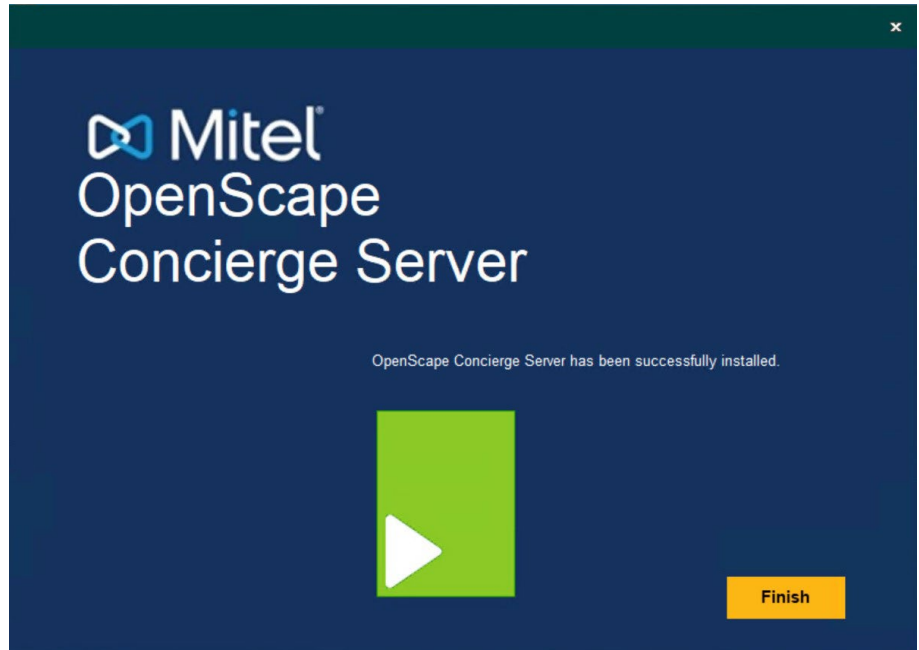 Mitel®
OpenScape
Concierge Server
OpenScape Concierge Server has been successfully installed.
Finish